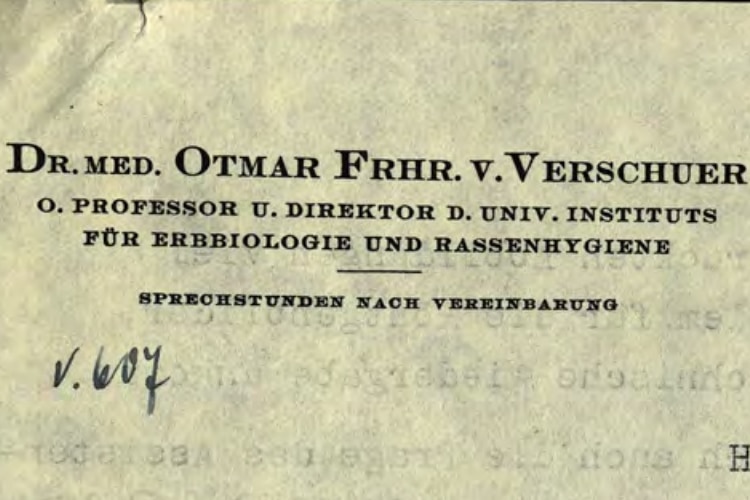 DR. MED. OTMAR FRHR. V. VERSCHUER
O. PROFESSOR U. DIREKTOR D. UNIV. INSTITUTS
FÜR ERBBIOLOGIE UND RASSENHYGIENE
SPRECHSTUNDEN NACH VEREINBARUNG
v. 607
H